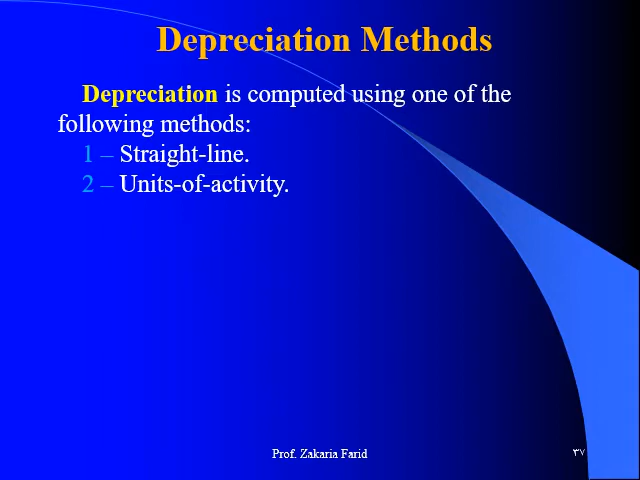 Depreciation Methods
Depreciation is computed using one of the
following methods:
1 – Straight-line.
2 – Units-of-activity.
Prof. Zakaria Farid
٣٧